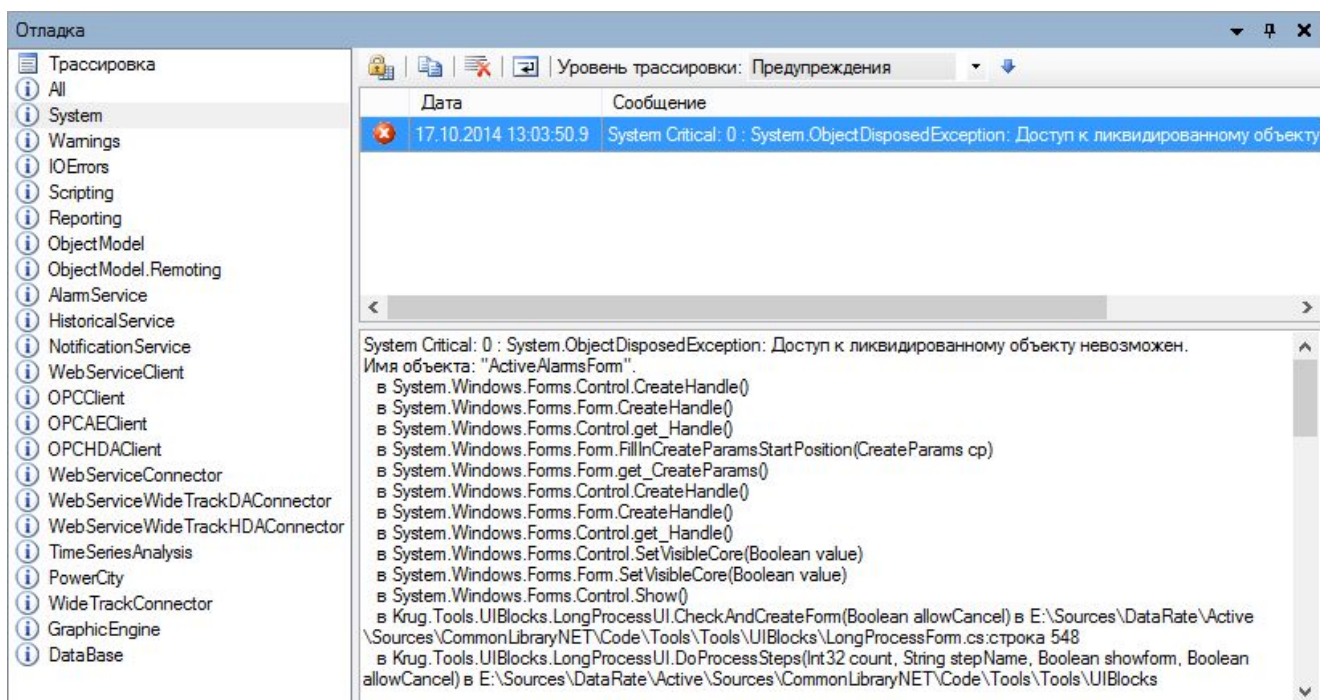 Отладка
Трассировка
All
System
Warnings
IOErrors
Scripting
Reporting
ObjectModel
ObjectModel.Remoting
AlarmService
HistoricalService
NotificationService
WebServiceClient
OPCClient
OPCAEClient
OPCHDAClient
WebServiceConnector
WebServiceWideTrackDAConnector
WebServiceWideTrackHDAConnector
TimeSeriesAnalysis
PowerCity
WideTrackConnector
GraphicEngine
DataBase
Уровень трассировки: Предупреждения
Дата Сообщение
17.10.2014 13:03:50.9 System Critical: 0 : System.ObjectDisposedException: Доступ к ликвидированному объекту
System Critical: 0 : System.ObjectDisposedException: Доступ к ликвидированному объекту невозможен.
Имя объекта: "ActiveAlarmsForm".
в System.Windows.Forms.Control.CreateHandle()
в System.Windows.Forms.Form.CreateHandle()
в System.Windows.Forms.Control.get_Handle()
в System.Windows.Forms.Form.FillInCreateParamsStartPosition(CreateParams cp)
в System.Windows.Forms.Form.get_CreateParams()
в System.Windows.Forms.Control.CreateHandle()
в System.Windows.Forms.Form.CreateHandle()
в System.Windows.Forms.Control.get_Handle()
в System.Windows.Forms.Control.SetVisibleCore(Boolean value)
в System.Windows.Forms.Form.SetVisibleCore(Boolean value)
в System.Windows.Forms.Control.Show()
в Krug.Tools.UIBlocks.LongProcessUI.CheckAndCreateForm(Boolean allowCancel) в E:\Sources\DataRate\Active
\Sources\CommonLibraryNET\Code\Tools\Tools\UIBlocks\LongProcessForm.cs:строка 548
в Krug.Tools.UIBlocks.LongProcessUI.DoProcessSteps(Int32 count, String stepName, Boolean showform, Boolean
allowCancel) в E:\Sources\DataRate\Active\Sources\CommonLibraryNET\Code\Tools\Tools\UIBlocks